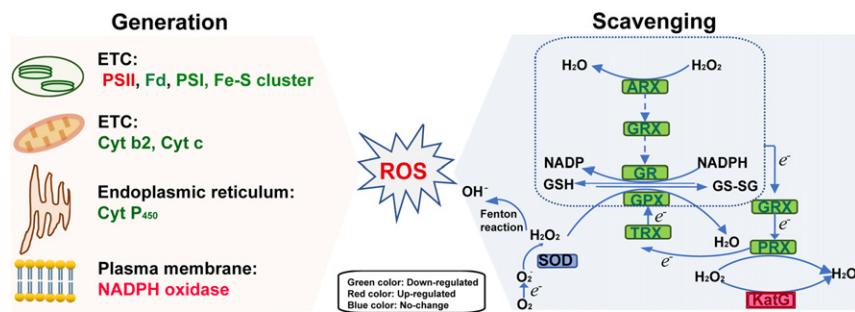 Generation
ETC:
PSII, Fd, PSI, Fe-S cluster
ETC:
Cyt b2, Cyt c
Endoplasmic reticulum:
Cyt P450
Plasma membrane:
NADPH oxidase
ROS
Green color: Down-regulated
Red color: Up-regulated
Blue color: No-change
Scavenging
H₂O
H₂O₂
ARX
GRX
NADP
NADPH
GR
GSH
GS-SG
GPX
e⁻
TRX
e⁻
GRX
e⁻
PRX
H₂O
e⁻
OH⁻
Fenton
reaction
H₂O₂
SOD
O₂⁻
e⁻
O₂
H₂O₂
H₂O
KatG